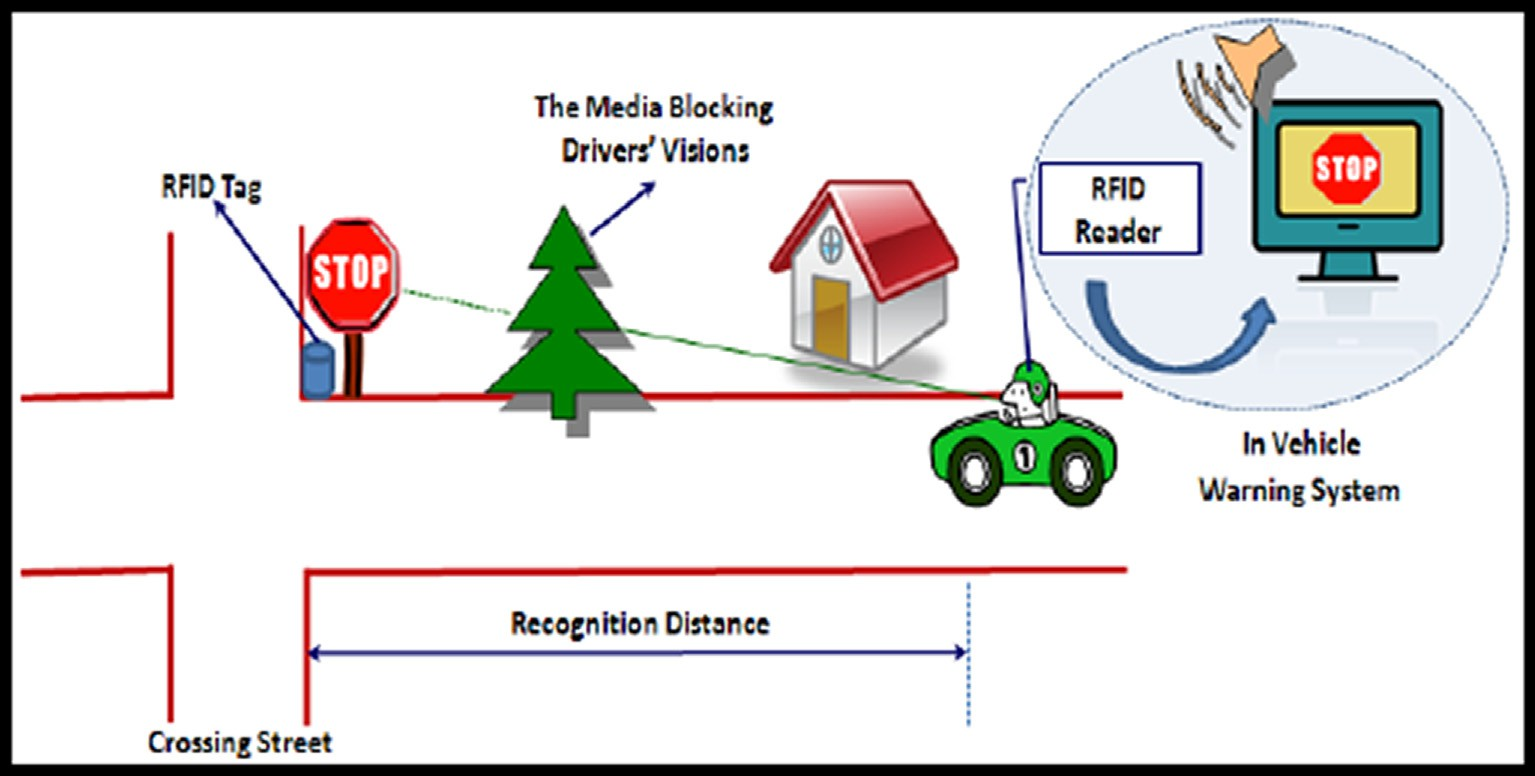 The Media Blocking
Drivers' Visions
RFID Tag
STOP
RFID
Reader
STOP
1
In Vehicle
Warning System
Recognition Distance
Crossing Street